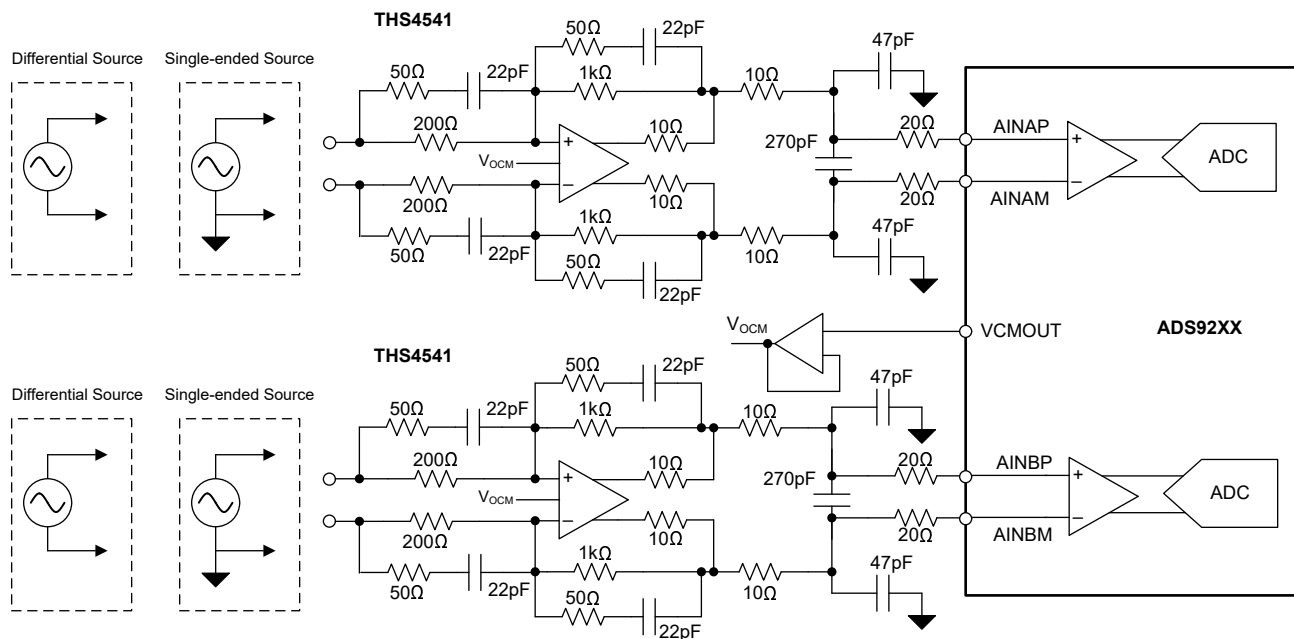 THS4541
Differential Source
Single-ended Source
50Ω
22pF
50Ω
22pF
1kΩ
200Ω
+
VOCM
−
10Ω
10Ω
200Ω
50Ω
22pF
1kΩ
50Ω
22pF
10Ω
10Ω
47pF
270pF
47pF
20Ω
20Ω
AINAP
AINAM
+
−
ADC
VOCM
VCMOUT
ADS92XX
THS4541
Differential Source
Single-ended Source
50Ω
22pF
50Ω
22pF
1kΩ
200Ω
+
VOCM
−
10Ω
10Ω
200Ω
50Ω
22pF
1kΩ
50Ω
22pF
10Ω
10Ω
47pF
270pF
47pF
20Ω
20Ω
AINBP
AINBM
+
−
ADC